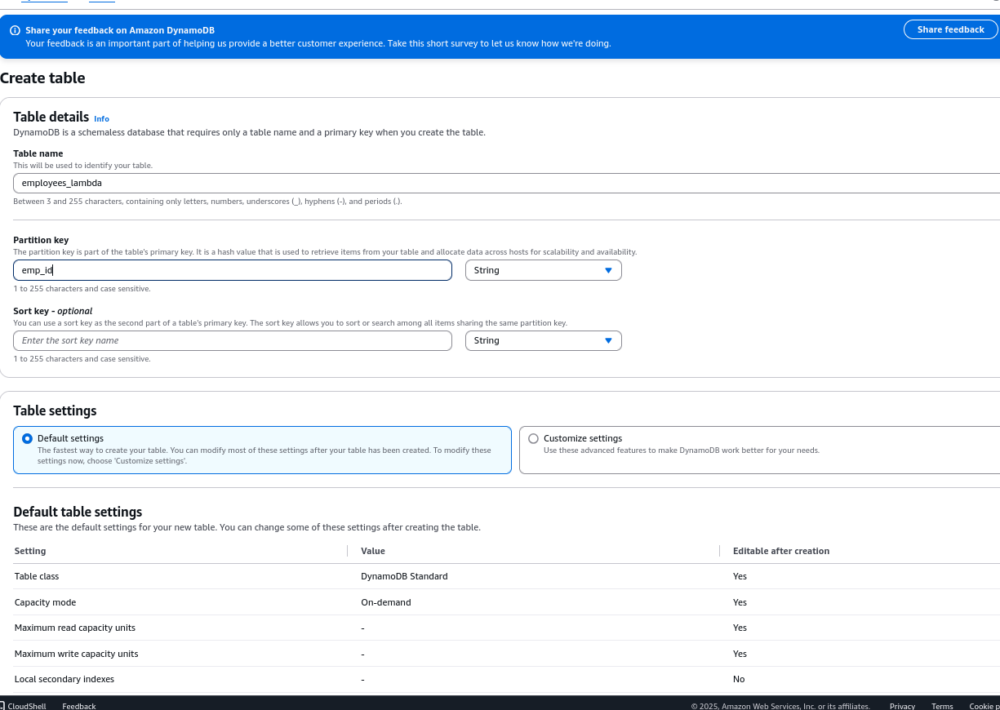 Share your feedback on Amazon DynamoDB
Your feedback is an important part of helping us provide a better customer experience. Take this short survey to let us know how we're doing.
Share feedback
Create table
Table details Info
DynamoDB is a schemaless database that requires only a table name and a primary key when you create the table.
Table name
This will be used to identify your table.
employees_lambda
Between 3 and 255 characters, containing only letters, numbers, underscores (_), hyphens (-), and periods (.).
Partition key
The partition key is part of the table's primary key. It is a hash value that is used to retrieve items from your table and allocate data across hosts for scalability and availability.
emp_id String
1 to 255 characters and case sensitive.
Sort key - optional
You can use a sort key as the second part of a table's primary key. The sort key allows you to sort or search among all items sharing the same partition key.
Enter the sort key name String
1 to 255 characters and case sensitive.
Table settings
Default settings
The fastest way to create your table. You can modify most of these settings after your table has been created. To modify these
settings now, choose 'Customize settings'.
Customize settings
Use these advanced features to make DynamoDB work better for your needs.
Default table settings
These are the default settings for your new table. You can change some of these settings after creating the table.
Setting Value Editable after creation
Table class DynamoDB Standard Yes
Capacity mode On-demand Yes
Maximum read capacity units - Yes
Maximum write capacity units - Yes
Local secondary indexes - No
CloudShell Feedback © 2025, Amazon Web Services, Inc. or its affiliates. Privacy Terms Cookie p